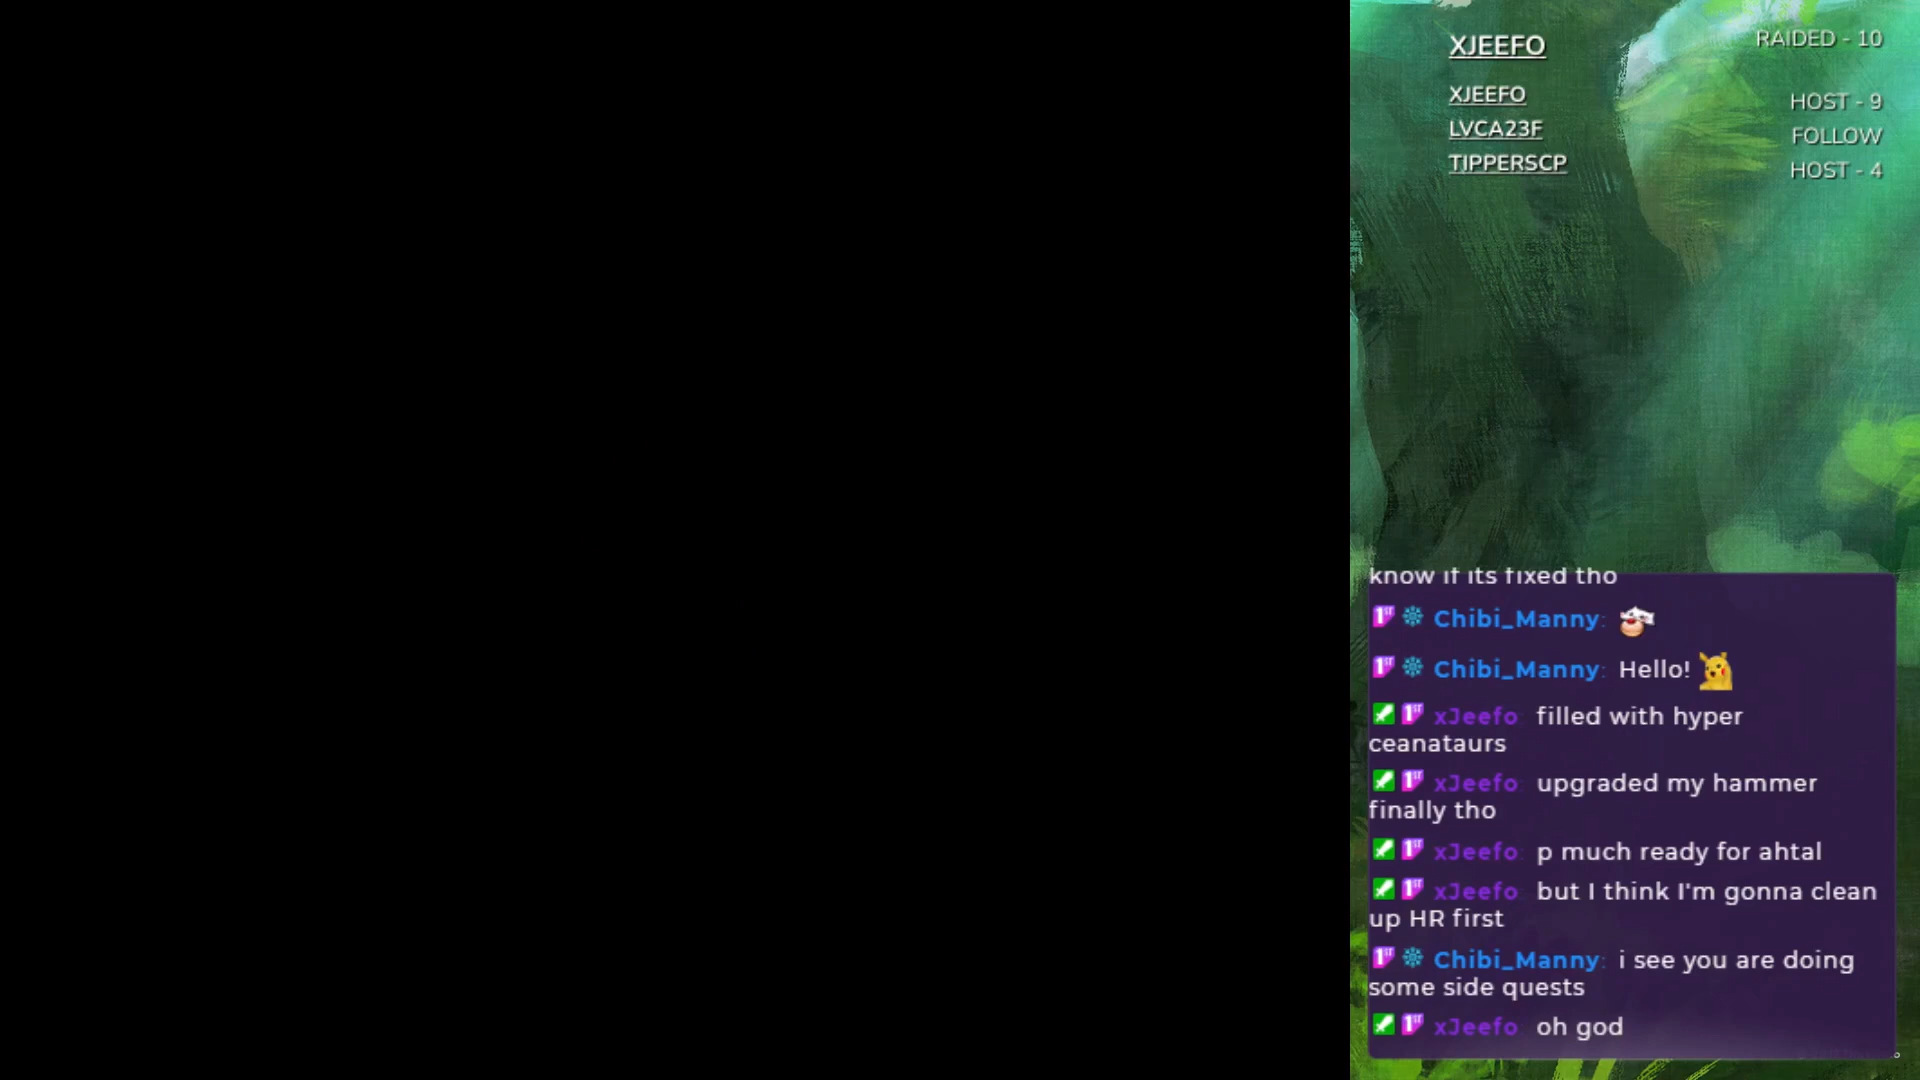 XJEEFO RAIDED - 10
XJEEFO HOST - 9
LVCA23F FOLLOW
TIPPERSCP HOST - 4
know if its fixed tho
Chibi_Manny:
Chibi_Manny: Hello!
xJeefo: filled with hyper
ceanataurs
xJeefo: upgraded my hammer
finally tho
xJeefo: p much ready for ahtal
xJeefo: but I think I'm gonna clean
up HR first
Chibi_Manny: i see you are doing
some side quests
xJeefo: oh god